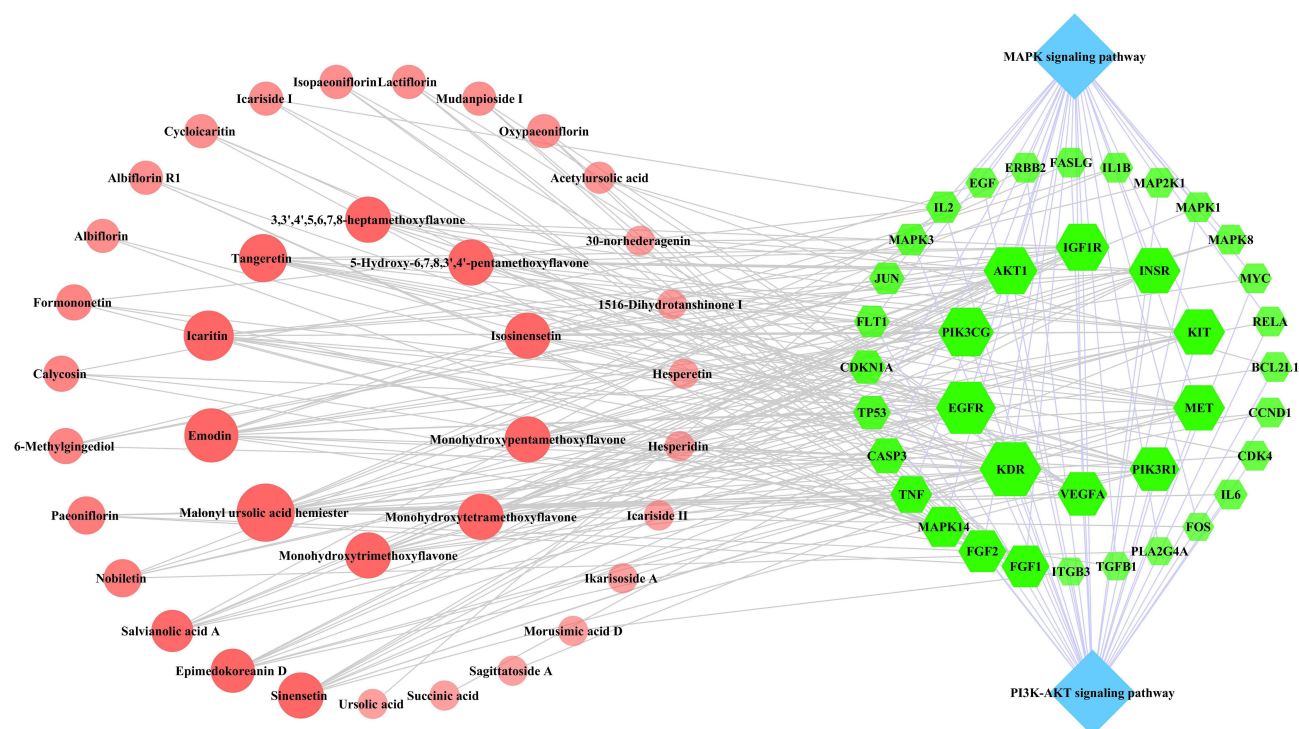 MAPK signaling pathway
Isopaeoniflorin
Lactiflorin
Icariside I
Mudanpioside I
Cycloicaritin
Oxypaeoniflorin
Albiflorin R1
Acetylursolic acid
3,3',4',5,6,7,8-heptamethoxyflavone
Albiflorin
30-norhederagenin
Tangeretin
5-Hydroxy-6,7,8,3',4'-pentamethoxyflavone
Formononetin
1516-Dihydrotanshinone I
Icaritin
Isosinensetin
Calycosin
Hesperetin
Emodin
Monohydroxypentamethoxyflavone
6-Methylgingediol
Hesperidin
Paeoniflorin
Malonyl ursolic acid hemiester
Monohydroxytetramethoxyflavone
Icariside II
Monohydroxytrimethoxyflavone
Nobiletin
Ikarisoside A
Salvianolic acid A
Morusimic acid D
Epimedokoreanin D
Sagittatoside A
Sinensetin
Ursolic acid
Succinic acid
FASLG
ERBB2
IL1B
EGF
MAP2K1
IL2
MAPK1
MAPK3
IGF1R
MAPK8
JUN
AKT1
INSR
MYC
FLT1
PIK3CG
KIT
RELA
CDKN1A
BCL2L1
TP53
EGFR
MET
CCND1
CASP3
KDR
PIK3R1
CDK4
TNF
VEGFA
IL6
MAPK14
FOS
FGF2
PLA2G4A
FGF1
ITGB3
TGFB1
PI3K-AKT signaling pathway